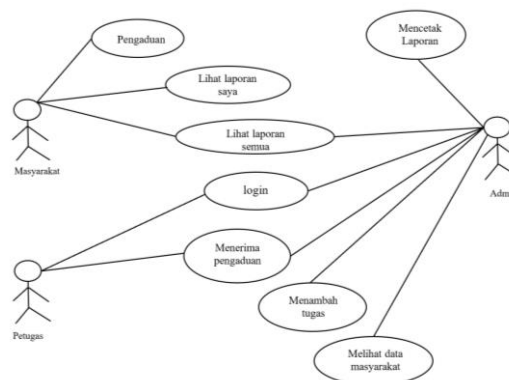 Pengaduan
Mencetak
Laporan
Lihat laporan
saya
Lihat laporan
semua
Masyarakat
login
Adm
Menerima
pengaduan
Menambah
tugas
Petugas
Melihat data
masyarakat